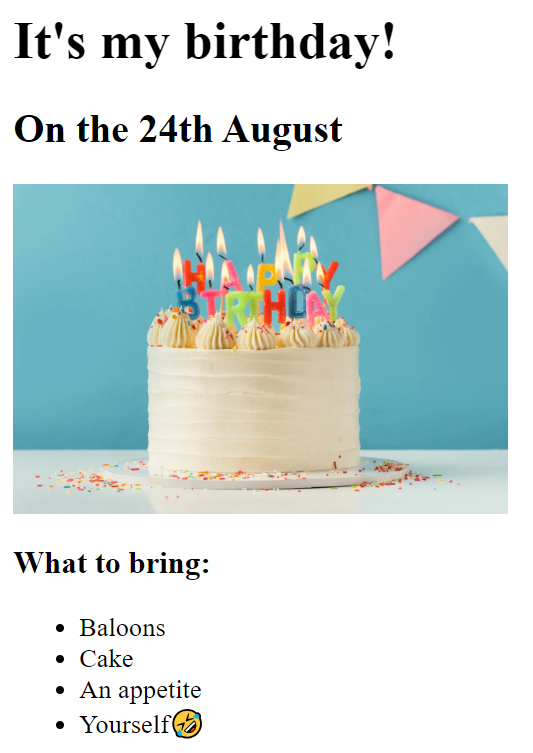 It's my birthday!
On the 24th August
HAPPY
BIRTHDAY
What to bring:
Baloons
Cake
An appetite
Yourself🤣